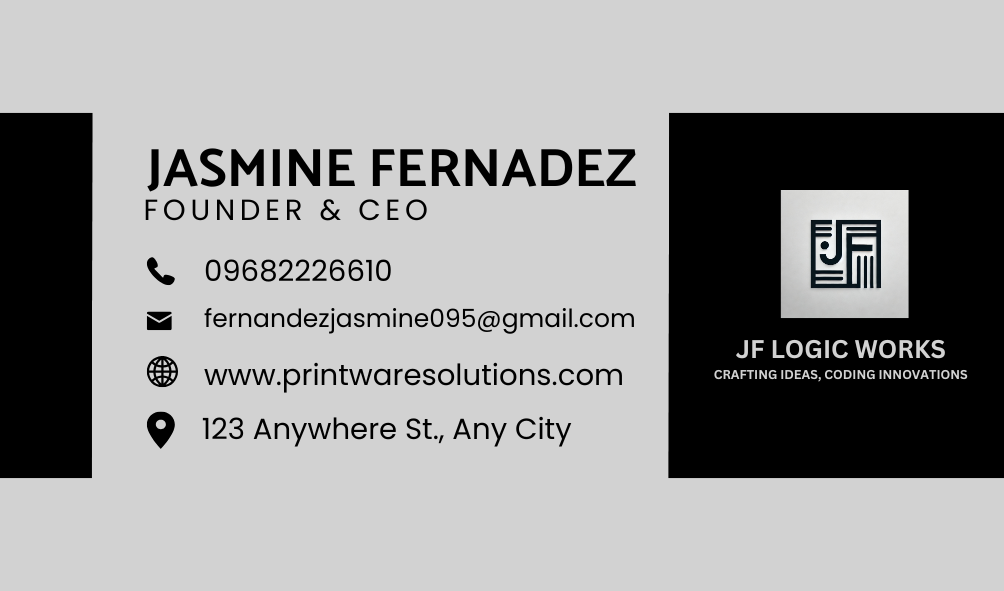 JASMINE FERNADEZ
FOUNDER & CEO
09682226610
fernandezjasmine095@gmail.com
www.printwaresolutions.com
123 Anywhere St., Any City
JF
JF LOGIC WORKS
CRAFTING IDEAS, CODING INNOVATIONS